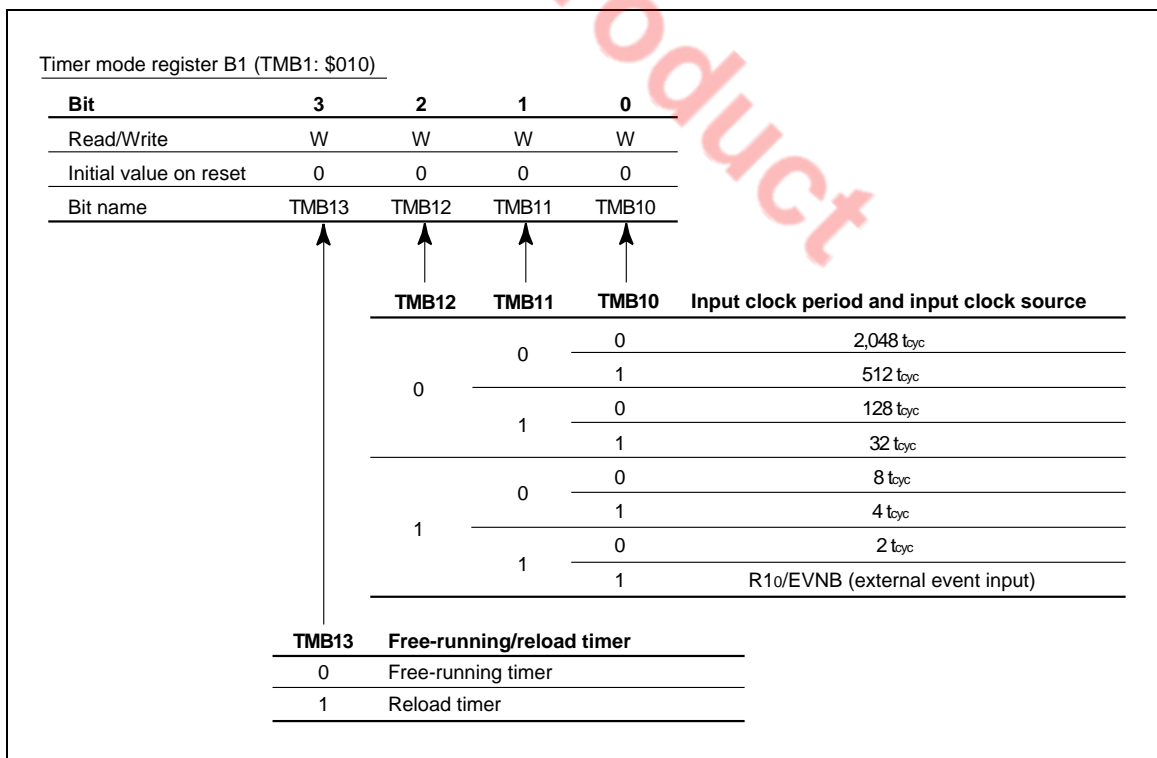 Product
Timer mode register B1 (TMB1: $010)
Bit 3 2 1 0
Read/Write W W W W
Initial value on reset 0 0 0 0
Bit name TMB13 TMB12 TMB11 TMB10
TMB12 TMB11 TMB10 Input clock period and input clock source
0 0 0 2,048 tcyc
1 512 tcyc
1 0 128 tcyc
1 32 tcyc
1 0 0 8 tcyc
1 4 tcyc
1 0 2 tcyc
1 R10/EVNB (external event input)
TMB13 Free-running/reload timer
0 Free-running timer
1 Reload timer